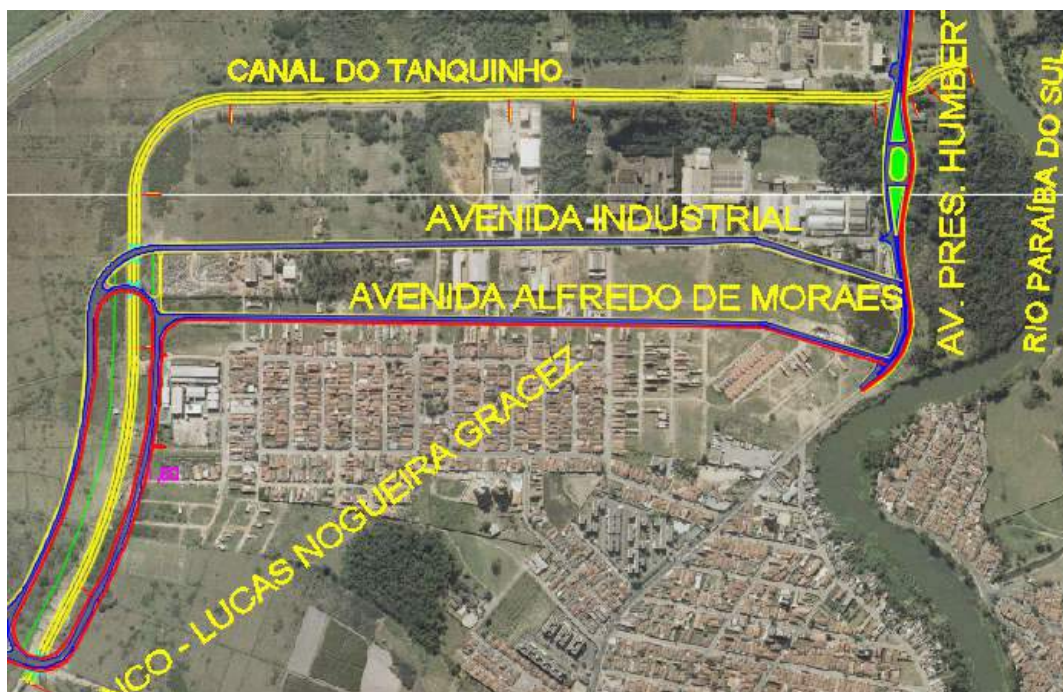 CANAL DO TANQUINHO
AVENIDA INDUSTRIAL
AVENIDA ALFREDO DE MORAES
AV. PRES. HUMBERT
RIO PARAÍBA DO SUL
NCO - LUCAS NOGUEIRA GRACEZ